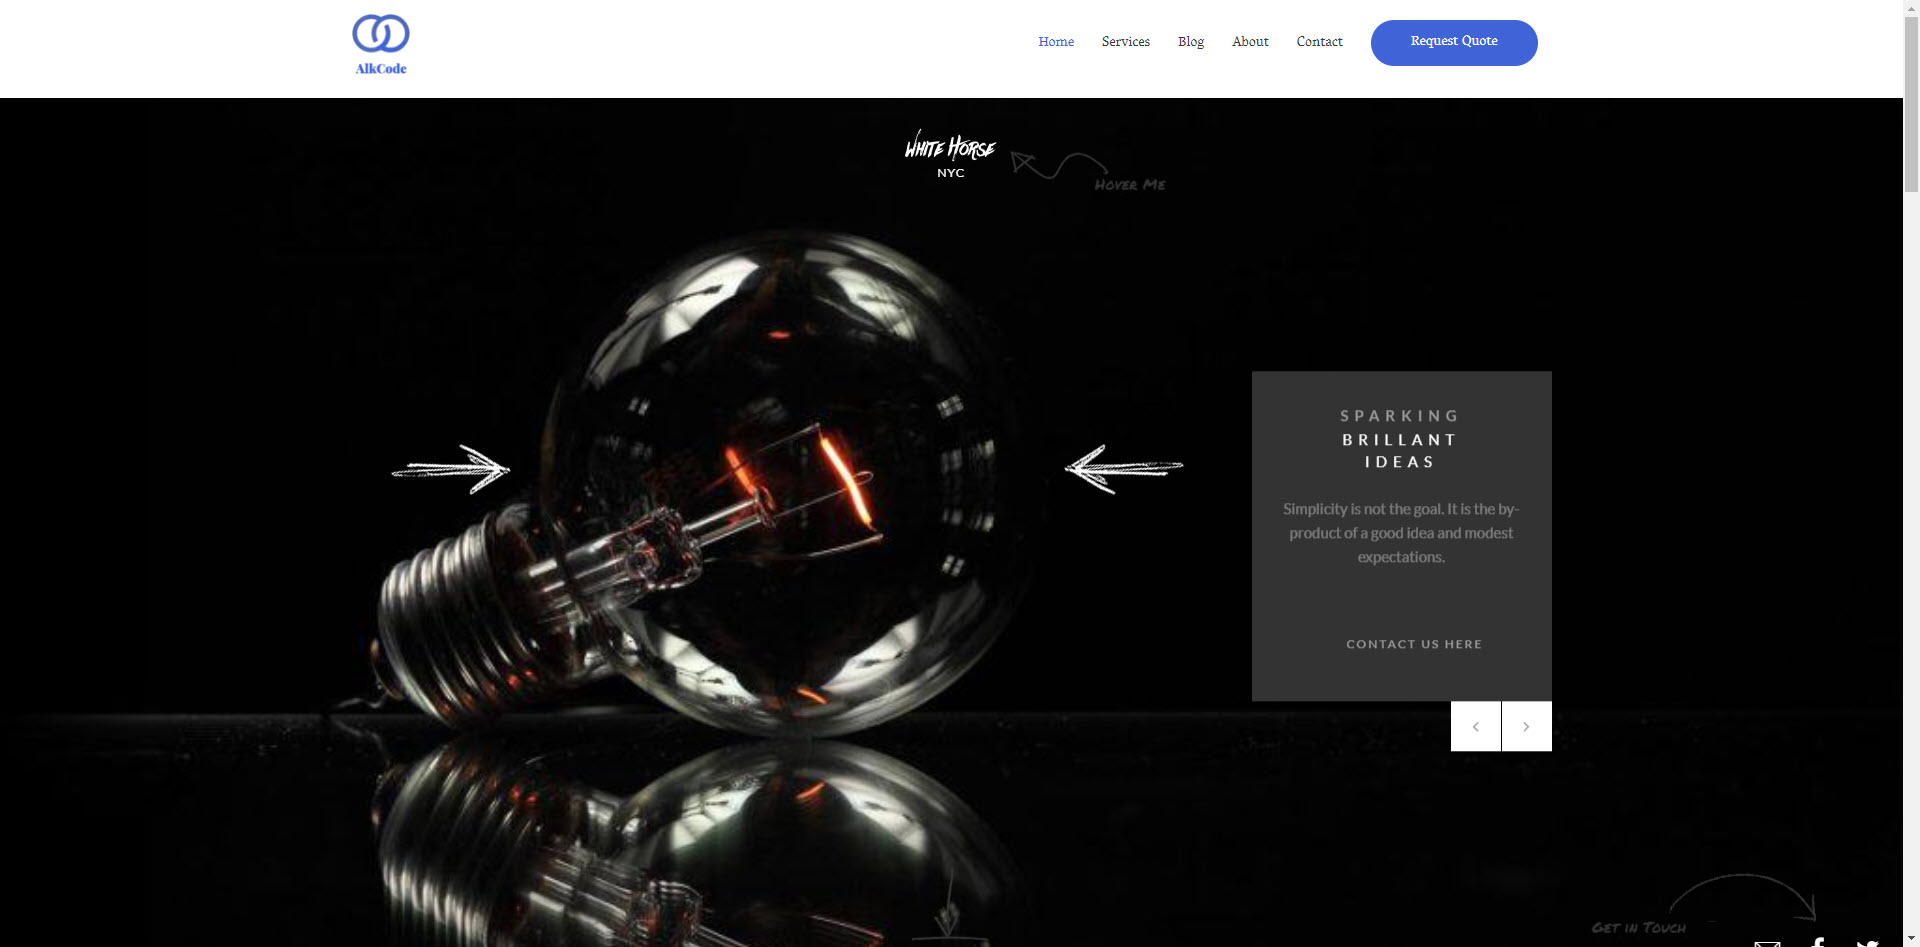 AlkCode
Home Services Blog About Contact Request Quote
White Horse
NYC
Hover Me
SPARKING
BRILLANT
IDEAS
Simplicity is not the goal. It is the by-
product of a good idea and modest
expectations.
CONTACT US HERE
Get in Touch